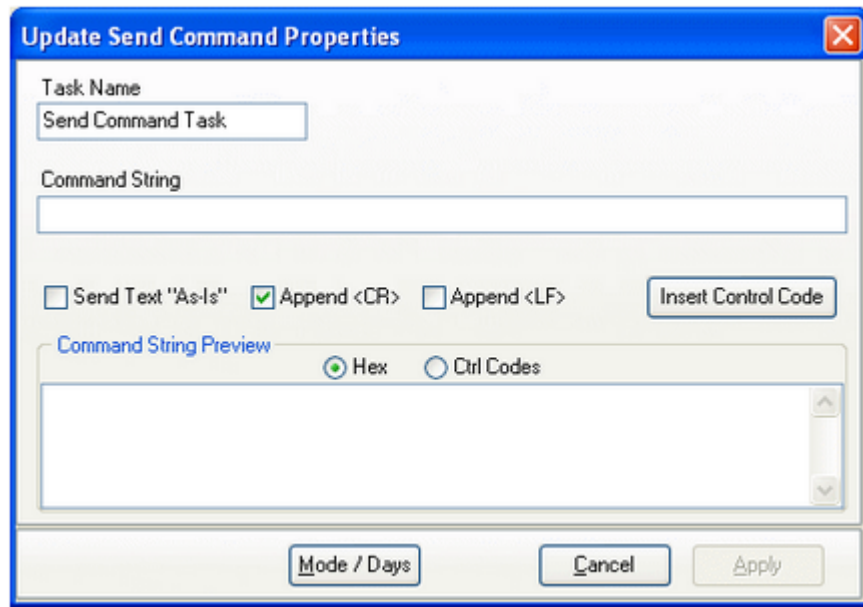 Update Send Command Properties
Task Name
Send Command Task
Command String
Send Text "As-Is" Append <CR> Append <LF> Insert Control Code
Command String Preview
Hex Ctrl Codes
Mode / Days Cancel Apply